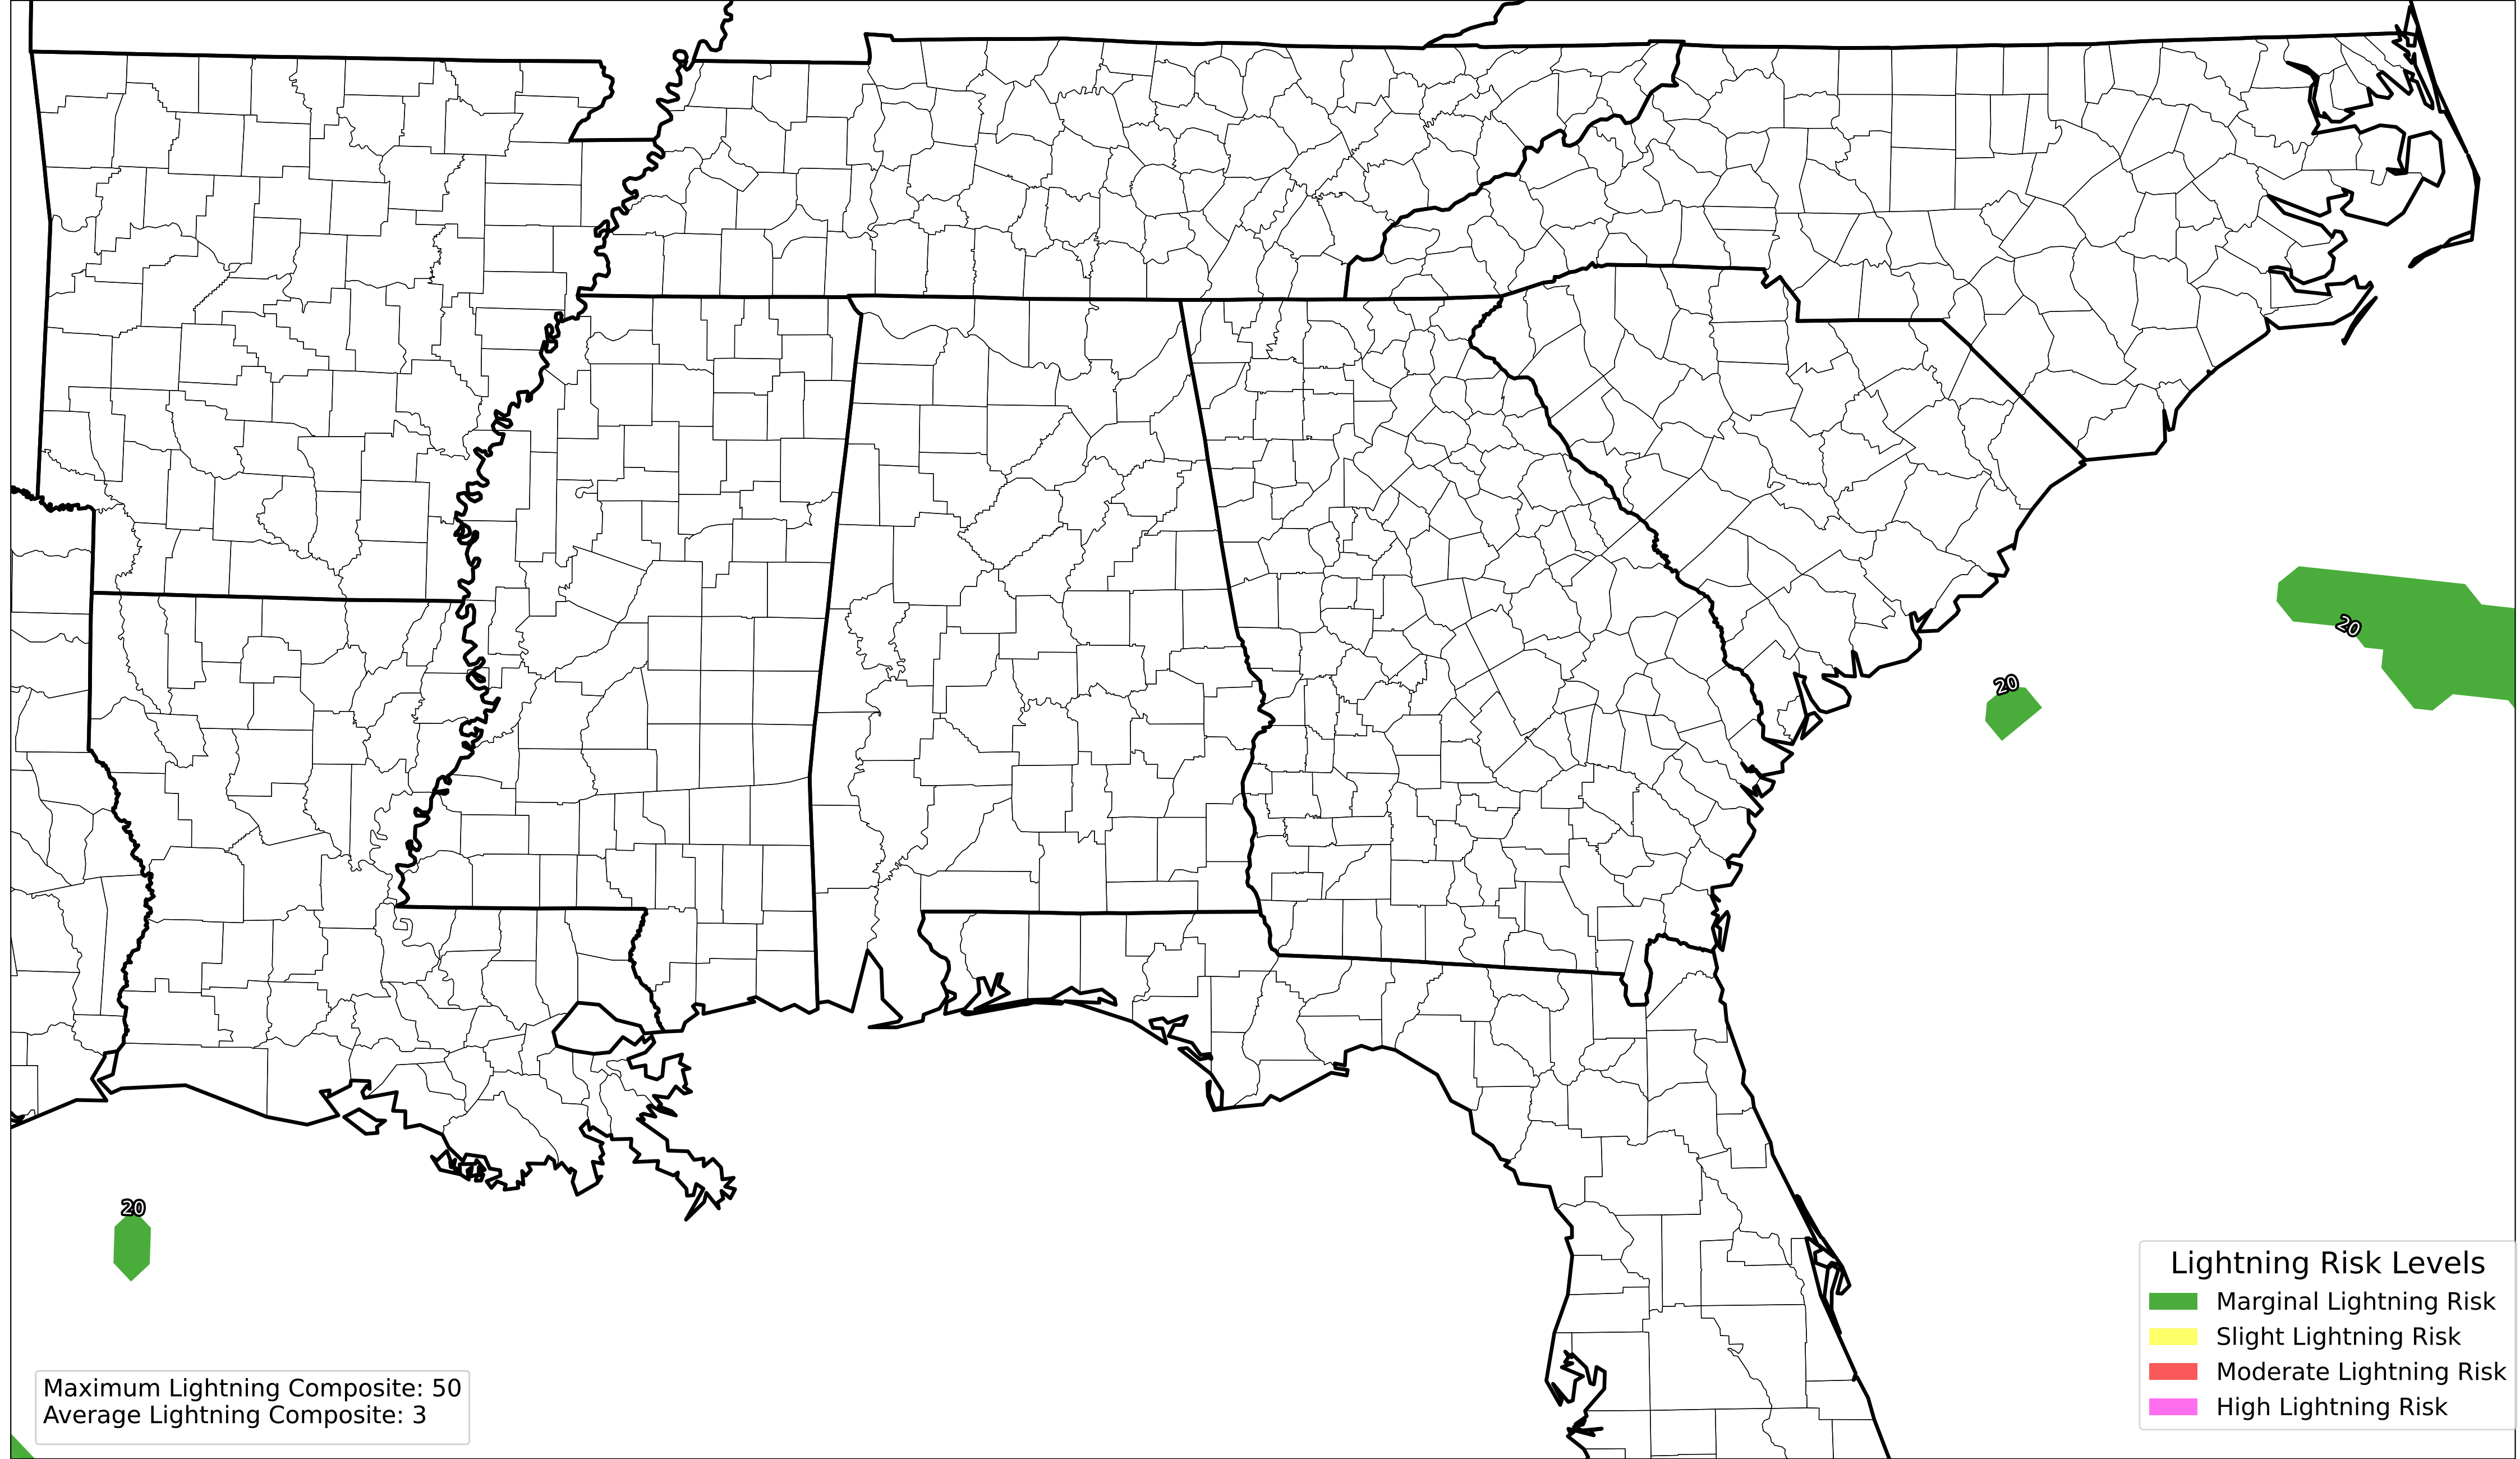 20
20
20
Lightning Risk Levels
Marginal Lightning Risk
Slight Lightning Risk
Moderate Lightning Risk
High Lightning Risk
Maximum Lightning Composite: 50
Average Lightning Composite: 3